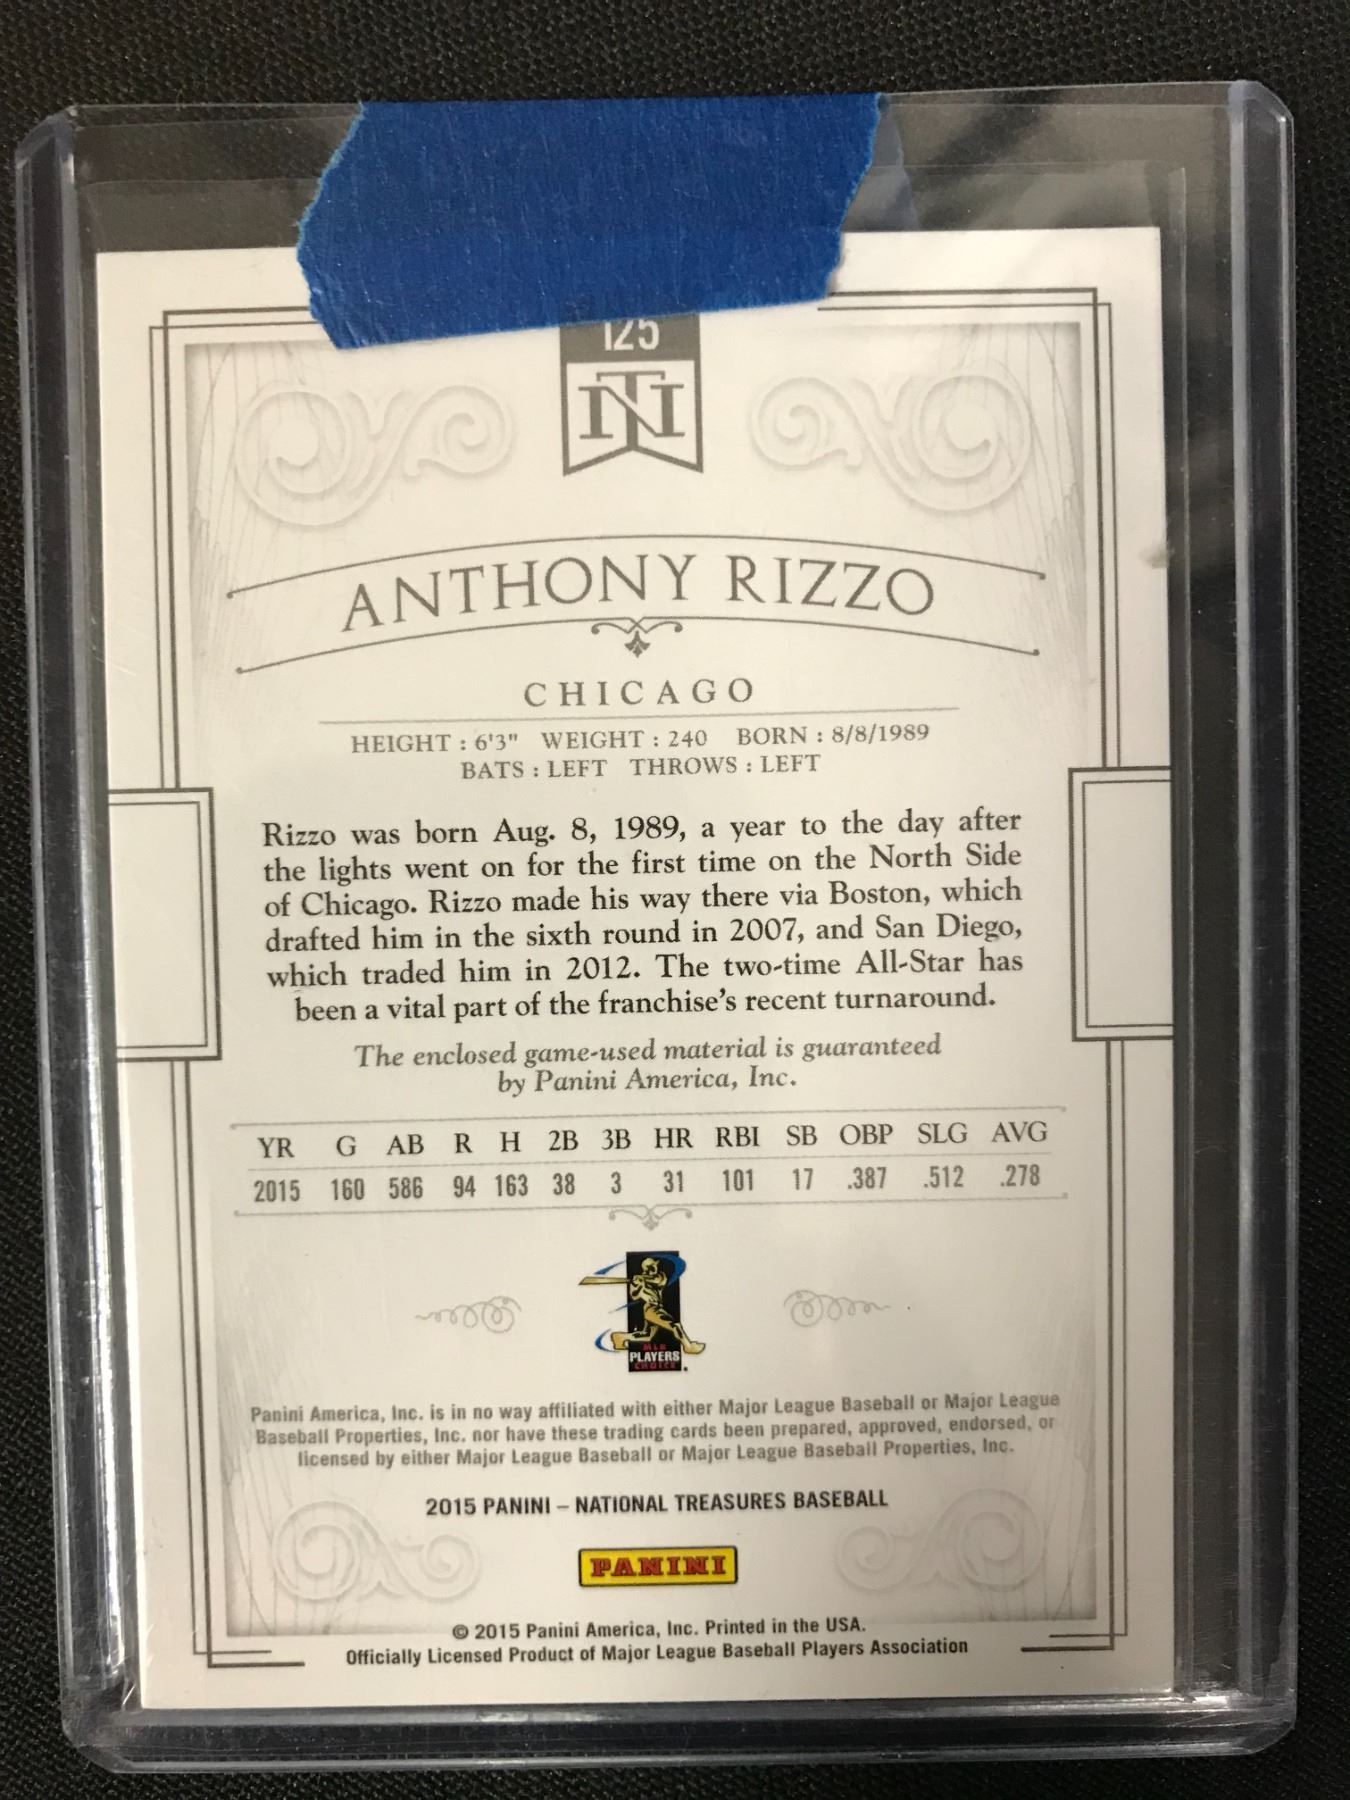 125
NT
ANTHONY RIZZO
CHICAGO
HEIGHT : 6'3" WEIGHT : 240 BORN : 8/8/1989
BATS : LEFT THROWS : LEFT
Rizzo was born Aug. 8, 1989, a year to the day after
the lights went on for the first time on the North Side
of Chicago. Rizzo made his way there via Boston, which
drafted him in the sixth round in 2007, and San Diego,
which traded him in 2012. The two-time All-Star has
been a vital part of the franchise's recent turnaround.
The enclosed game-used material is guaranteed
by Panini America, Inc.
YR G AB R H 2B 3B HR RBI SB OBP SLG AVG
2015 160 586 94 163 38 3 31 101 17 .387 .512 .278
MLB
PLAYERS
CHOICE
Panini America, Inc. is in no way affiliated with either Major League Baseball or Major League
Baseball Properties, Inc. nor have these trading cards been prepared, approved, endorsed, or
licensed by either Major League Baseball or Major League Baseball Properties, Inc.
2015 PANINI – NATIONAL TREASURES BASEBALL
PANINI
© 2015 Panini America, Inc. Printed in the USA.
Officially Licensed Product of Major League Baseball Players Association